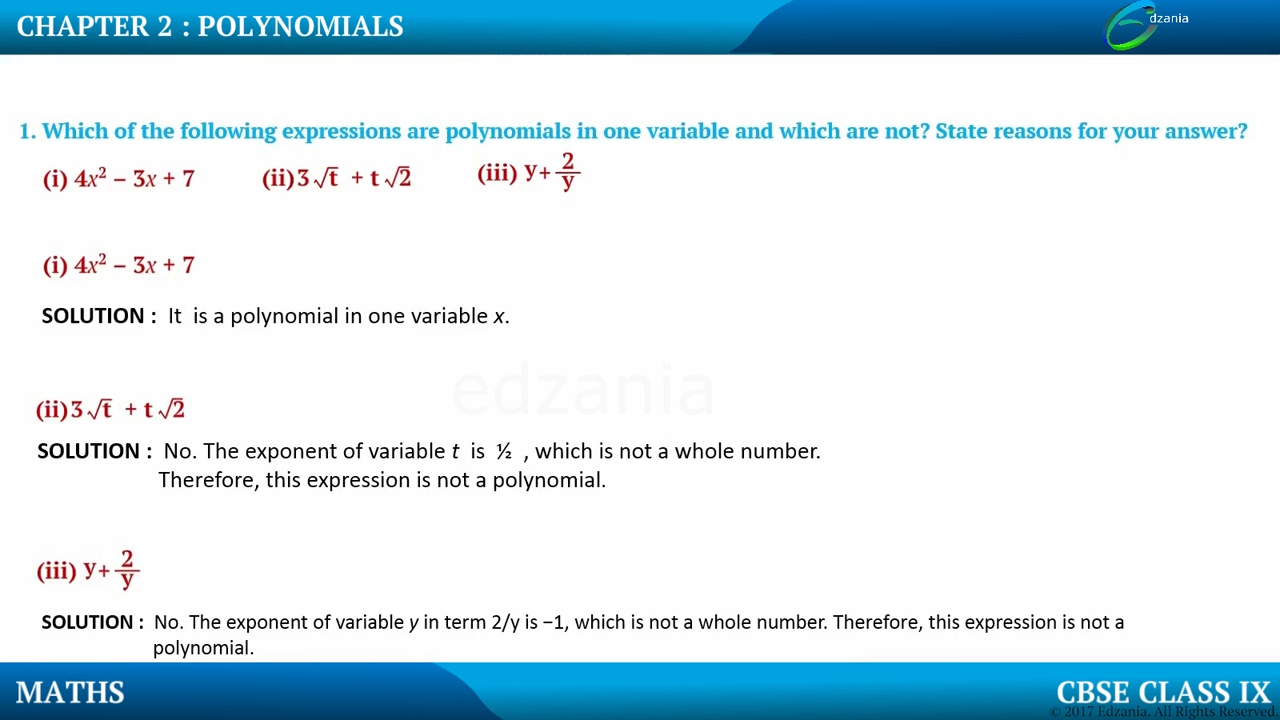 CHAPTER 2 : POLYNOMIALS
Edzania
1. Which of the following expressions are polynomials in one variable and which are not? State reasons for your answer?
(i) 4x² – 3x + 7 (ii)3√t + t√2 (iii) y+ 2/y
(i) 4x² – 3x + 7
SOLUTION : It is a polynomial in one variable x.
edzania
(ii)3√t + t√2
SOLUTION : No. The exponent of variable t is ½ , which is not a whole number.
Therefore, this expression is not a polynomial.
(iii) y+ 2/y
SOLUTION : No. The exponent of variable y in term 2/y is −1, which is not a whole number. Therefore, this expression is not a
polynomial.
MATHS
CBSE CLASS IX
© 2017 Edzania. All Rights Reserved.